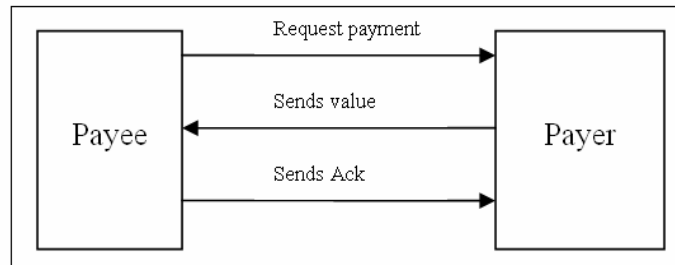 Request payment
Sends value
Payee
Payer
Sends Ack